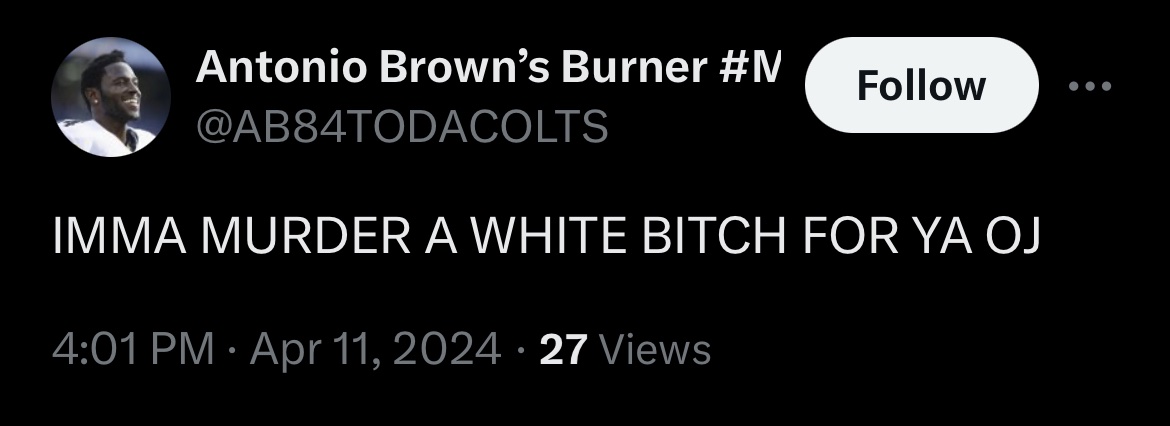 Antonio Brown’s Burner #M
Follow
@AB84TODACOLTS
IMMA MURDER A WHITE BITCH FOR YA OJ
4:01 PM · Apr 11, 2024 · 27 Views